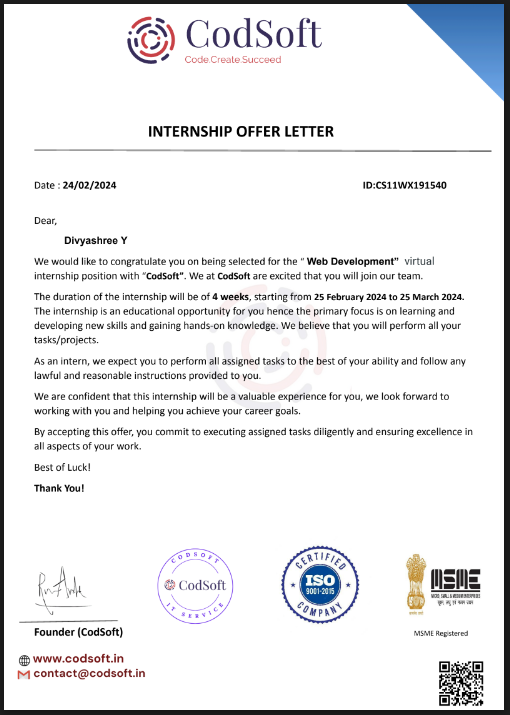 CodSoft
Code.Create.Succeed
INTERNSHIP OFFER LETTER
Date : 24/02/2024
ID:CS11WX191540
Dear,
Divyashree Y
We would like to congratulate you on being selected for the “ Web Development” virtual
internship position with “CodSoft”. We at CodSoft are excited that you will join our team.
The duration of the internship will be of 4 weeks, starting from 25 February 2024 to 25 March 2024.
The internship is an educational opportunity for you hence the primary focus is on learning and
developing new skills and gaining hands-on knowledge. We believe that you will perform all your
tasks/projects.
As an intern, we expect you to perform all assigned tasks to the best of your ability and follow any
lawful and reasonable instructions provided to you.
We are confident that this internship will be a valuable experience for you, we look forward to
working with you and helping you achieve your career goals.
By accepting this offer, you commit to executing assigned tasks diligently and ensuring excellence in
all aspects of your work.
Best of Luck!
Thank You!
Founder (CodSoft)
CODSOFT
CodSoft
IT SERVICE
CERTIFIED
ISO
9001-2015
COMPANY
MSME
MICRO, SMALL & MEDIUM ENTERPRISES
सूक्ष्म, लघु एवं मध्यम उद्यम
MSME Registered
www.codsoft.in
contact@codsoft.in